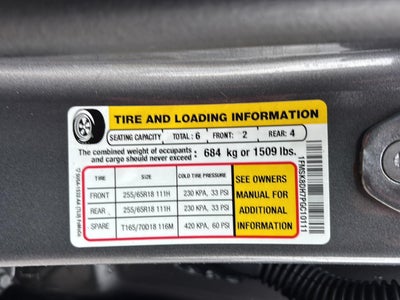 TIRE AND LOADING INFORMATION
SEATING CAPACITY TOTAL: 6 FRONT: 2 REAR: 4
The combined weight of occupants and cargo should never exceed: 684 kg or 1509 lbs.
TIRE SIZE COLD TIRE PRESSURE
FRONT 255/65R18 111H 230 KPA, 33 PSI
REAR 255/65R18 111H 230 KPA, 33 PSI
SPARE T165/70D18 116M 420 KPA, 60 PSI
SEE OWNERS
MANUAL FOR
ADDITIONAL
INFORMATION
1FMSK8DH7PGC10111